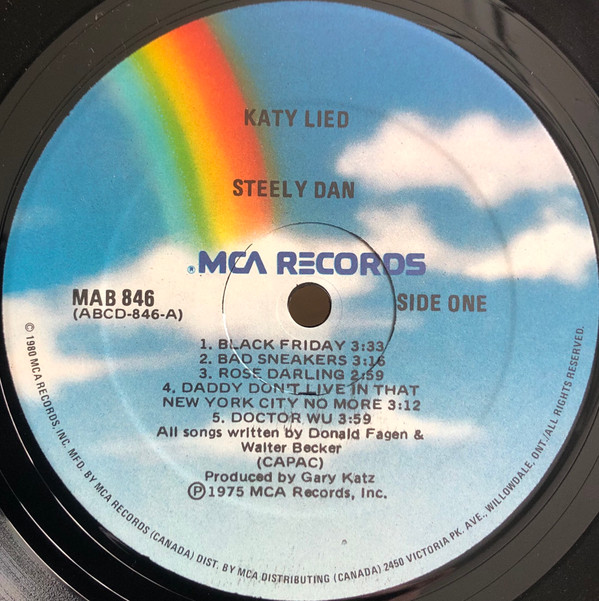 KATY LIED
STEELY DAN
®MCA RECORDS
MAB 846
(ABCD-846-A)
SIDE ONE
1. BLACK FRIDAY 3:33
2. BAD SNEAKERS 3:16
3. ROSE DARLING 2:59
4, DADDY DON'T LIVE IN THAT
NEW YORK CITY NO MORE 3:12
5. DOCTOR WU 3:59
All songs written by Donald Fagen &
Walter Becker
(CAPAC)
Produced by Gary Katz
Ⓟ1975 MCA Records, Inc.
© 1980 MCA RECORDS, INC. MFD. BY MCA RECORDS (CANADA) DIST. BY MCA DISTRIBUTING (CANADA) 2450 VICTORIA PK. AVE., WILLOWDALE, ONT./ALL RIGHTS RESERVED.